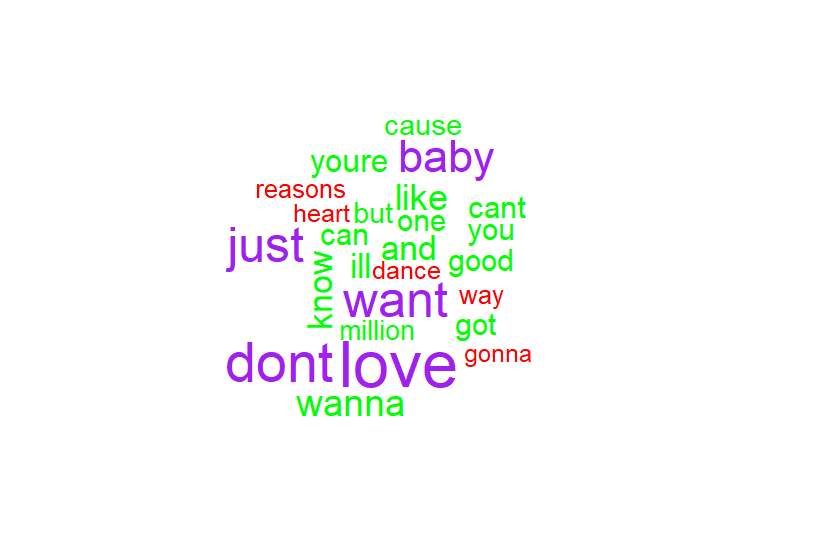 cause
youre baby
reasons like
heart but one cant
just can and you
know ill dance good
want way
million got
dont love gonna
wanna